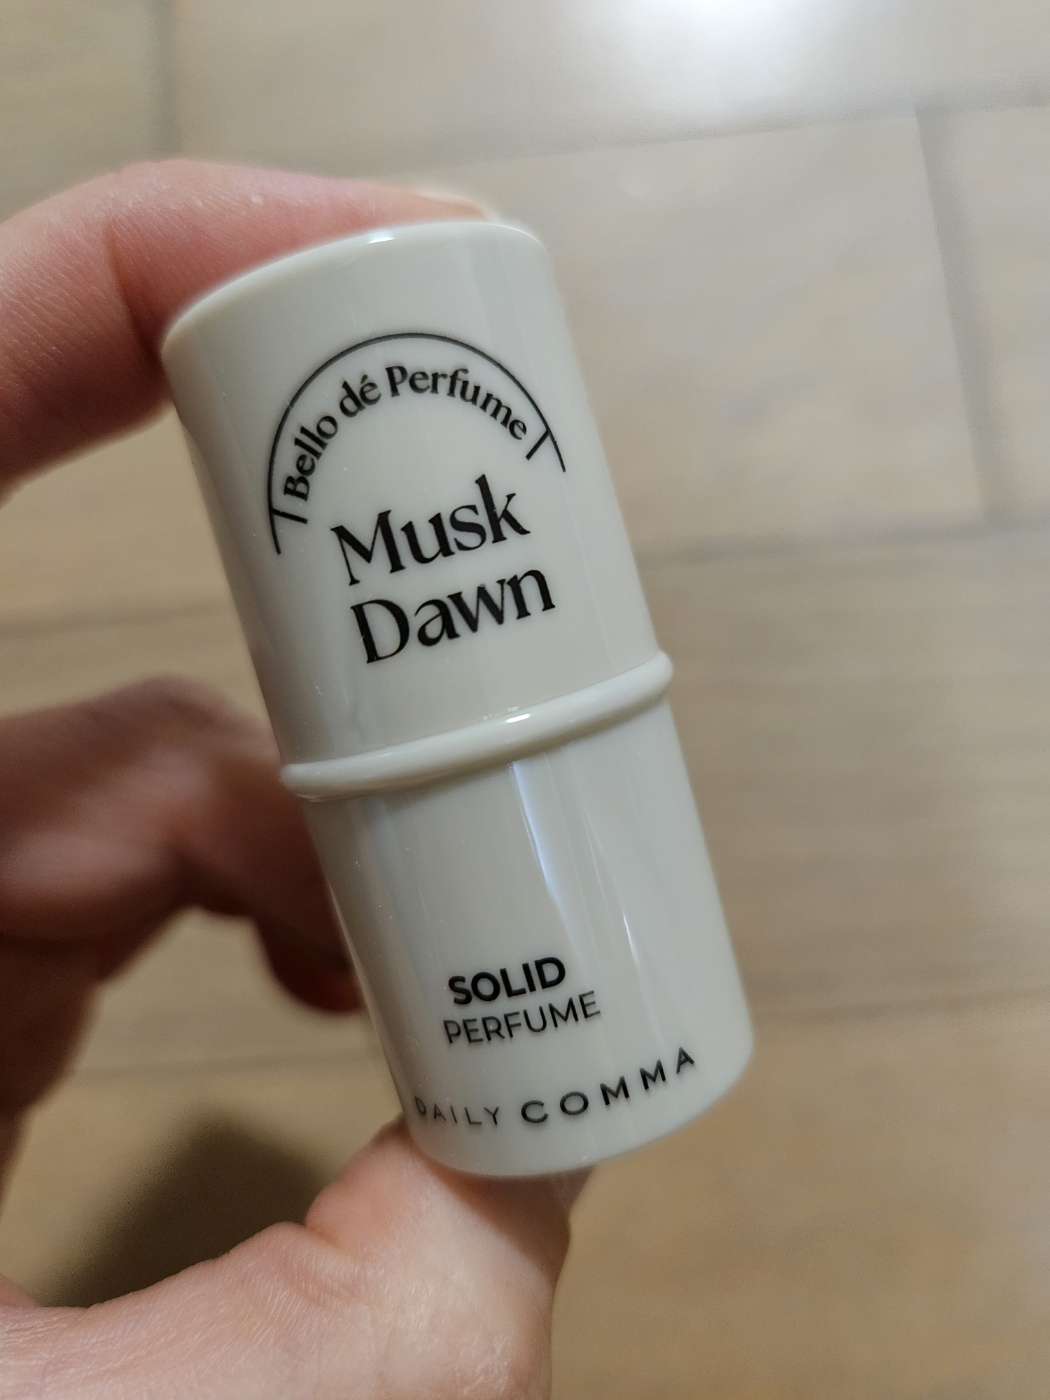 Bello dé Perfume
Musk
Dawn
SOLID
PERFUME
DAILY COMMA